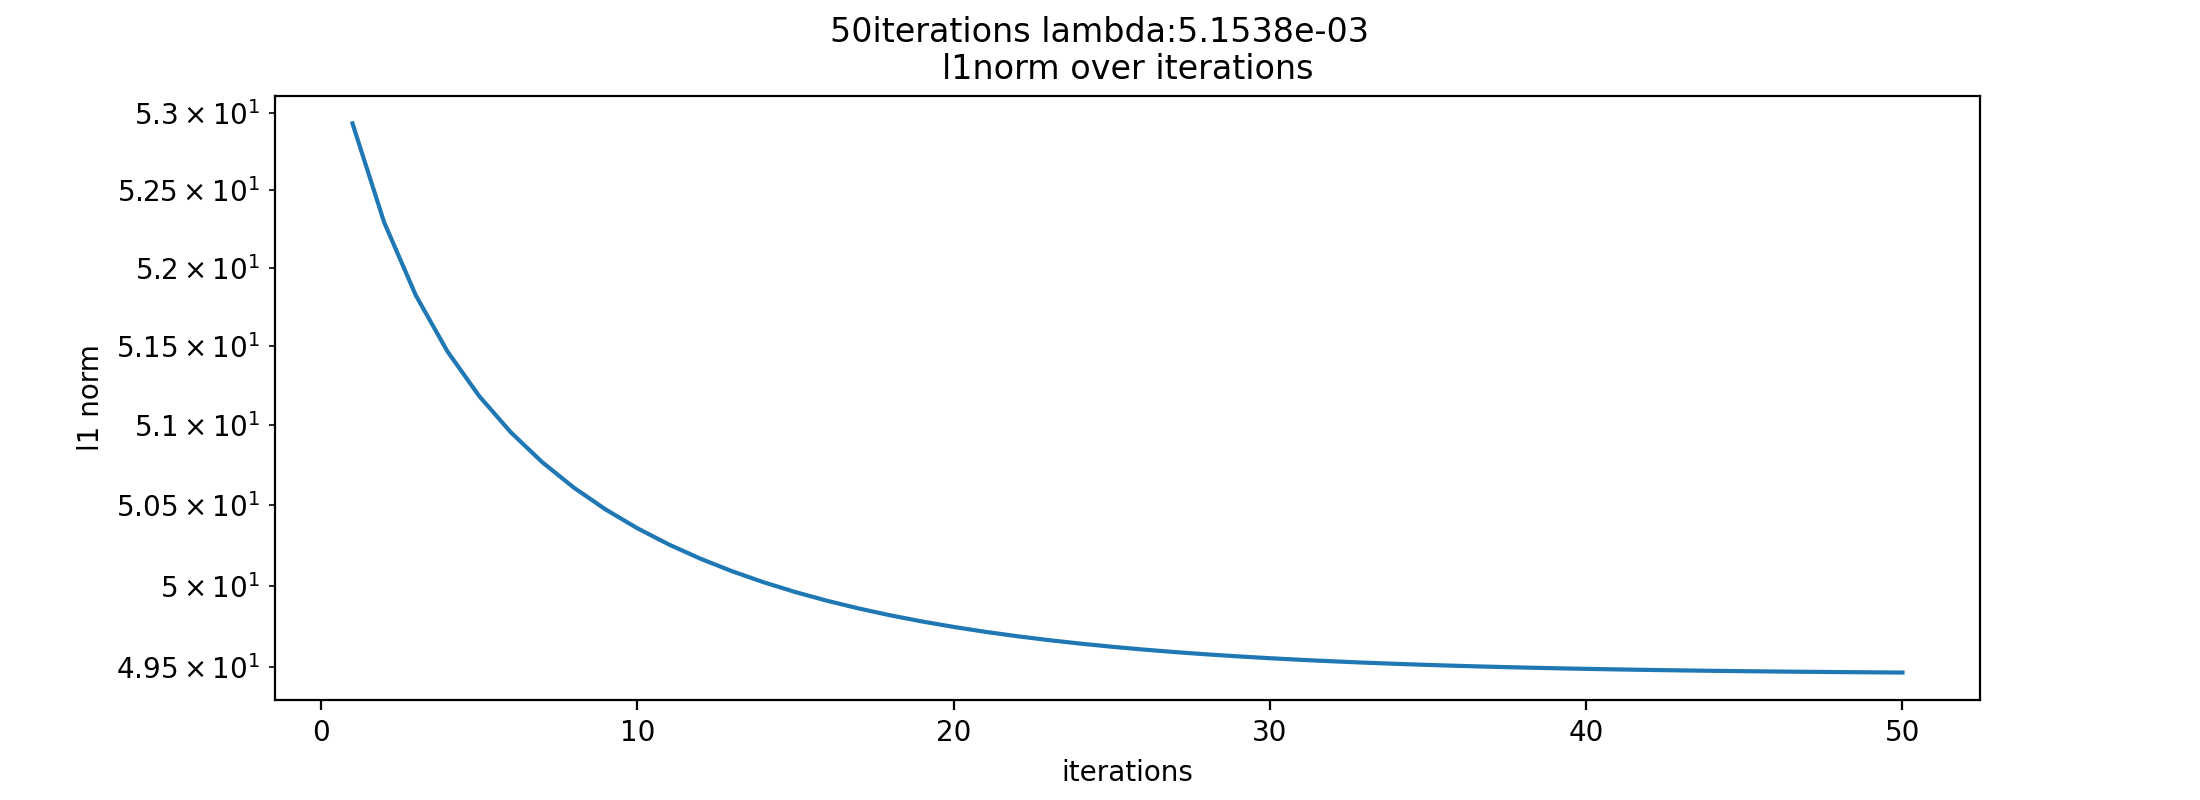 50iterations lambda:5.1538e-03
l1norm over iterations
5.3 × 10¹
5.25 × 10¹
5.2 × 10¹
5.15 × 10¹
5.1 × 10¹
5.05 × 10¹
5 × 10¹
4.95 × 10¹
l1 norm
0 10 20 30 40 50
iterations